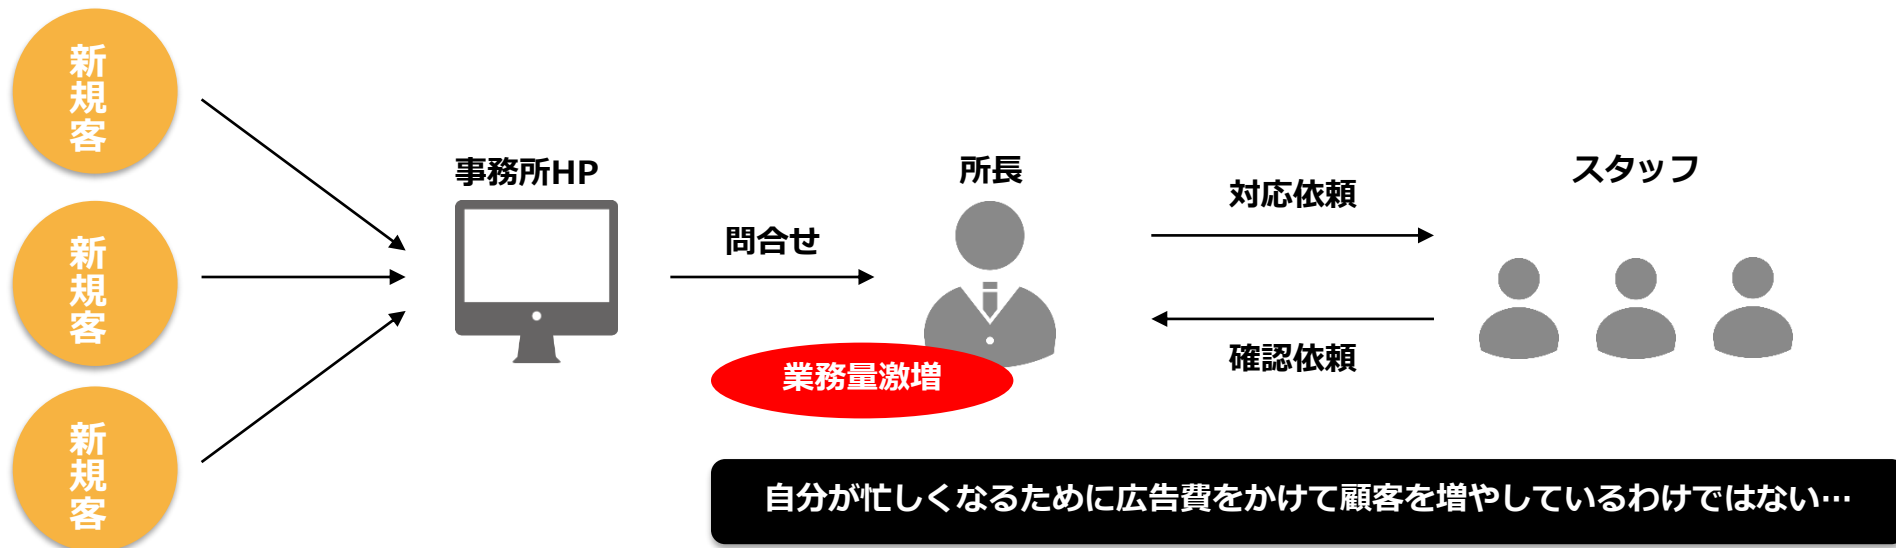 新規客
新規客
新規客
事務所HP
問合せ
所長
業務量激増
対応依頼
確認依頼
スタッフ
自分が忙しくなるために広告費をかけて顧客を増やしているわけではない…